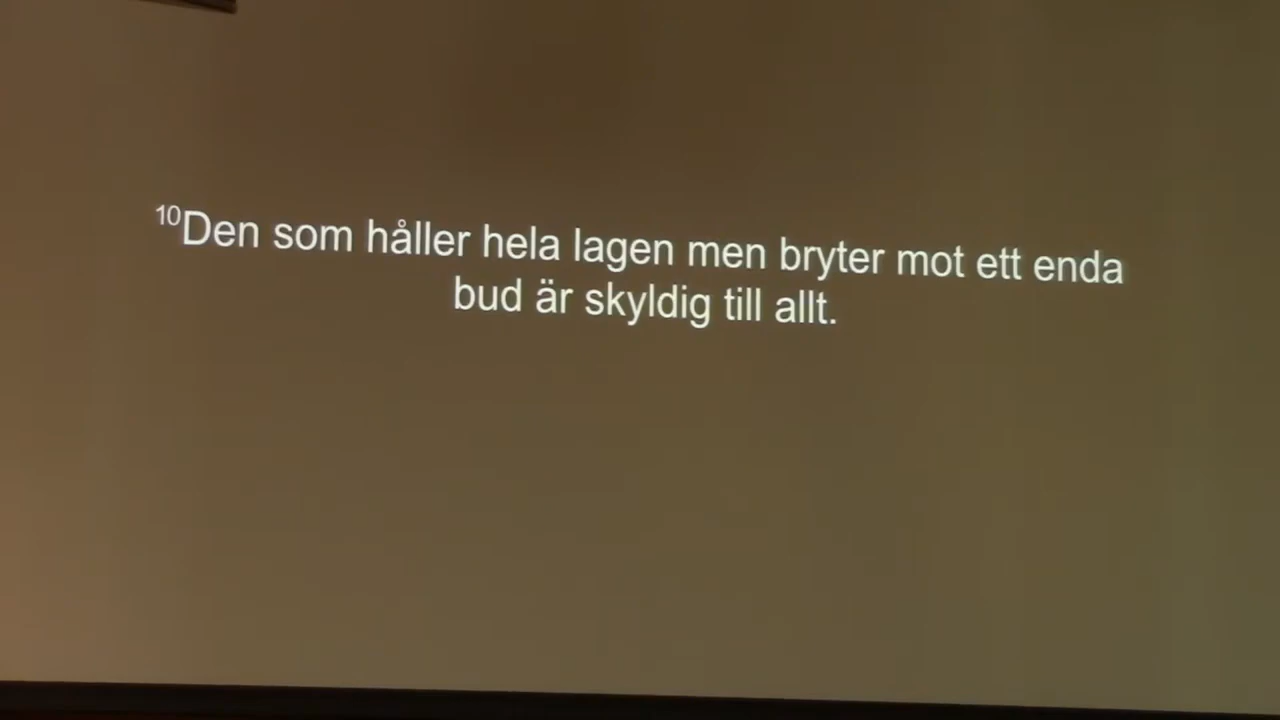 ¹⁰Den som håller hela lagen men bryter mot ett enda
bud är skyldig till allt.